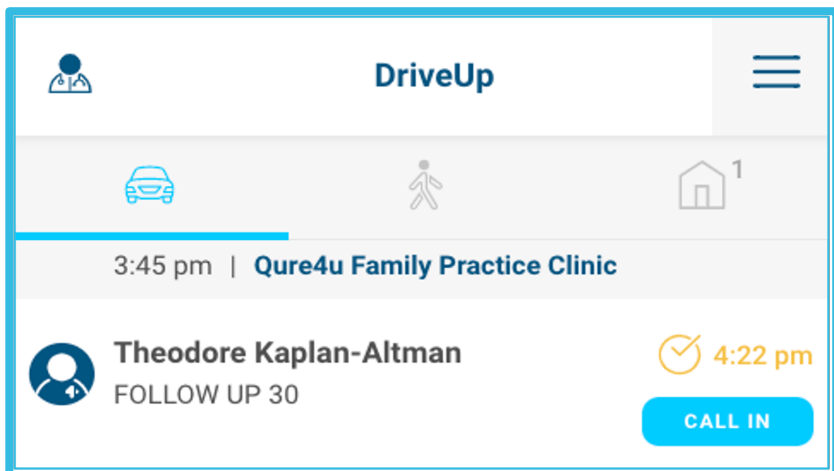 DriveUp
1
3:45 pm | Qure4u Family Practice Clinic
Theodore Kaplan-Altman
4:22 pm
FOLLOW UP 30
CALL IN